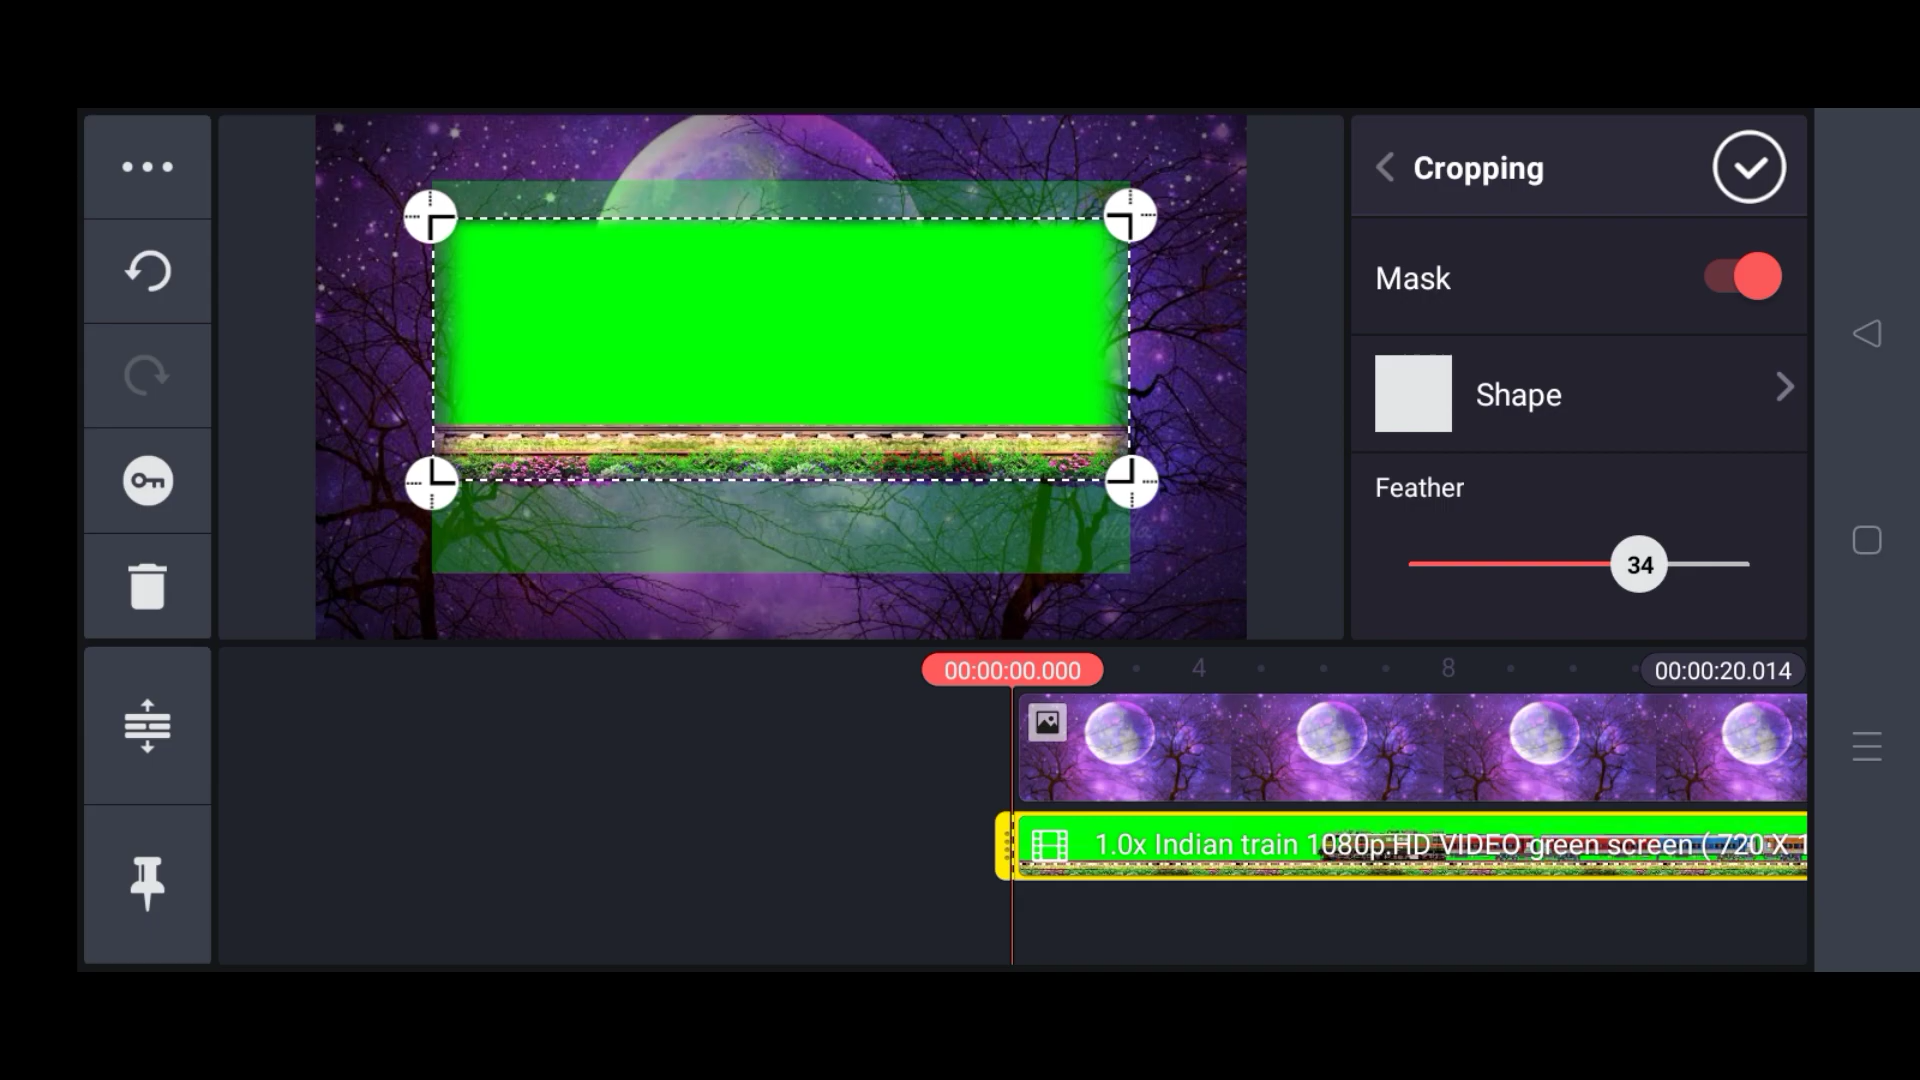 Cropping
Mask
Shape
Feather
34
00:00:00.000
4
8
00:00:20.014
1.0x Indian train 1080p.HD VIDEO green screen ( 720 X 1